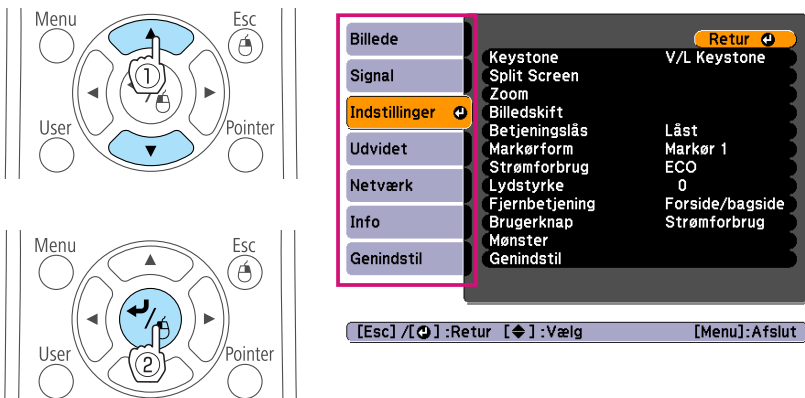 Menu
Esc
1
User
Pointer
Menu
Esc
2
User
Pointer
Billede
Signal
Indstillinger
Udvidet
Netværk
Info
Genindstil
Retur
Keystone V/L Keystone
Split Screen
Zoom
Billedskift
Betjeningslås Låst
Markørform Markør 1
Strømforbrug ECO
Lydstyrke 0
Fjernbetjening Forside/bagside
Brugerknap Strømforbrug
Mønster
Genindstil
[Esc] /[ ] :Retur [ ] :Vælg [Menu]:Afslut